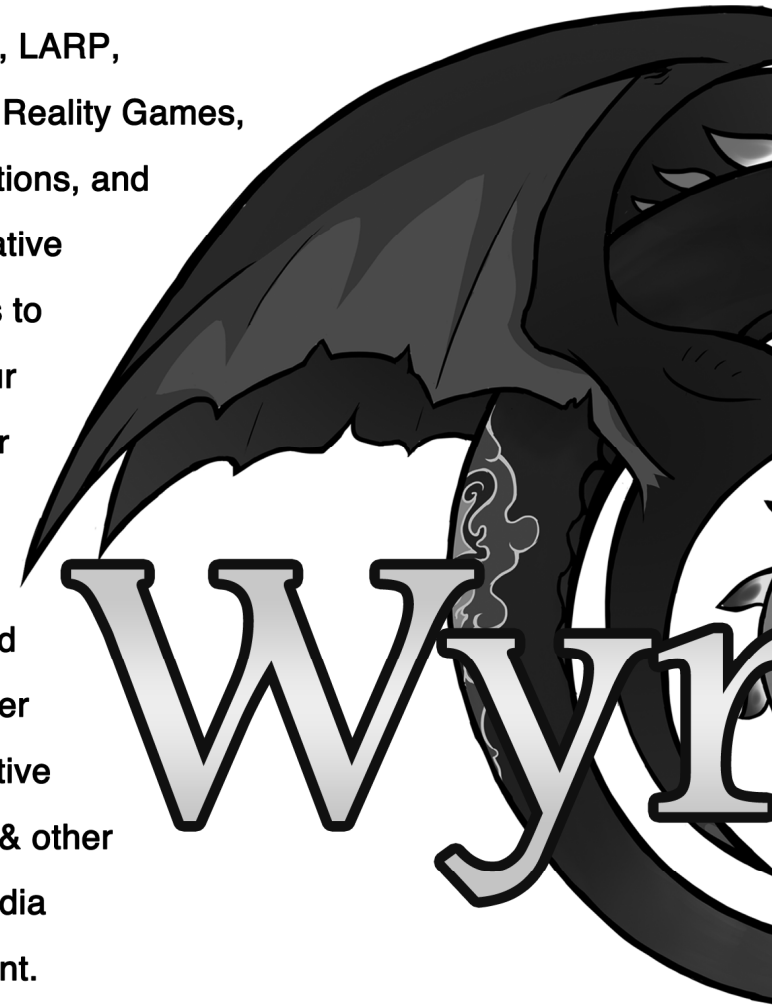 , LARP,
Reality Games,
tions, and
ative
s to
ur
r
d
er
tive
& other
dia
nt.
Wyr